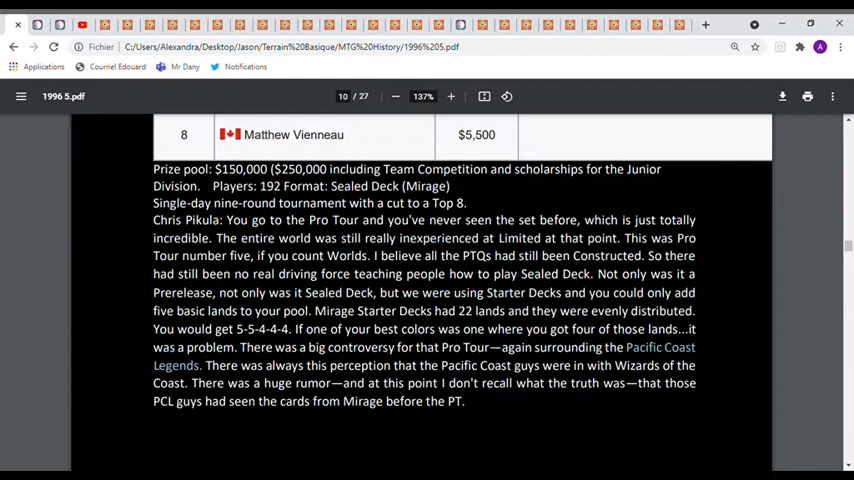 Fichier
C:/Users/Alexandra/Desktop/Jason/Terrain%20Basique/MTG%20History/1996%205.pdf
A
Applications
Courriel Edouard
Mr Dany
Notifications
1996 5.pdf
10 / 27
137%
8
Matthew Vienneau
$5,500
Prize pool: $150,000 ($250,000 including Team Competition and scholarships for the Junior
Division. Players: 192 Format: Sealed Deck (Mirage)
Single-day nine-round tournament with a cut to a Top 8.
Chris Pikula: You go to the Pro Tour and you've never seen the set before, which is just totally
incredible. The entire world was still really inexperienced at Limited at that point. This was Pro
Tour number five, if you count Worlds. I believe all the PTQs had still been Constructed. So there
had still been no real driving force teaching people how to play Sealed Deck. Not only was it a
Prerelease, not only was it Sealed Deck, but we were using Starter Decks and you could only add
five basic lands to your pool. Mirage Starter Decks had 22 lands and they were evenly distributed.
You would get 5-5-4-4-4. If one of your best colors was one where you got four of those lands...it
was a problem. There was a big controversy for that Pro Tour—again surrounding the Pacific Coast
Legends. There was always this perception that the Pacific Coast guys were in with Wizards of the
Coast. There was a huge rumor—and at this point I don't recall what the truth was—that those
PCL guys had seen the cards from Mirage before the PT.